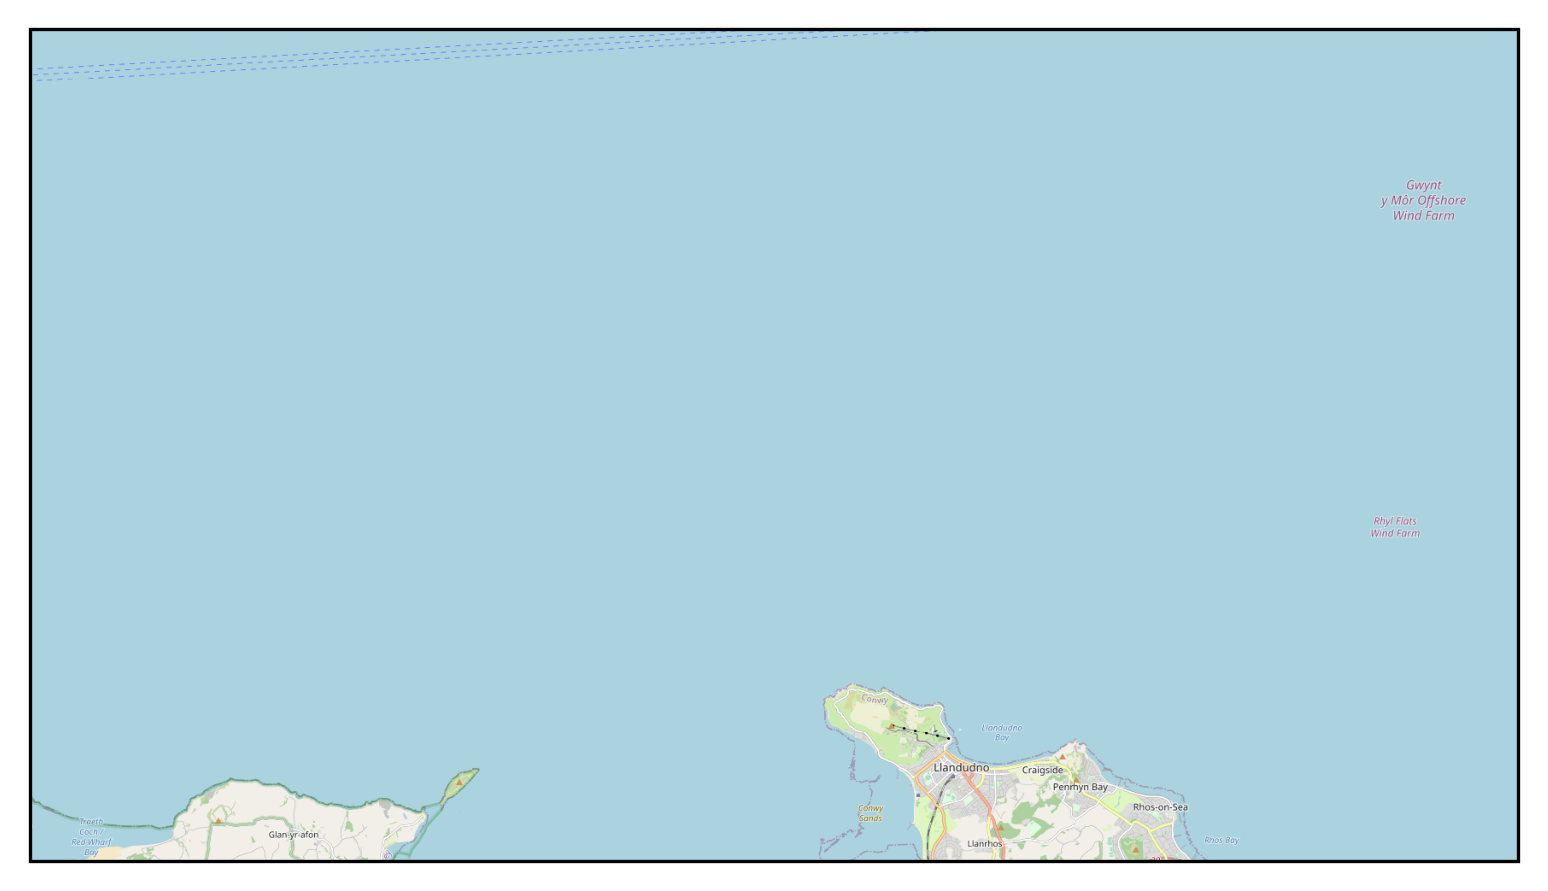 Gwynt
y Môr Offshore
Wind Farm
Rhyl Flats
Wind Farm
Conwy
Llandudno
Bay
Llandudno
Craigside
Penmyn Bay
Conwy
Sands
Rhos-on-Sea
Traeth
Coch /
Red Wharf
Bay
Glan-yr-afon
Llanrhos
Rhos Bay